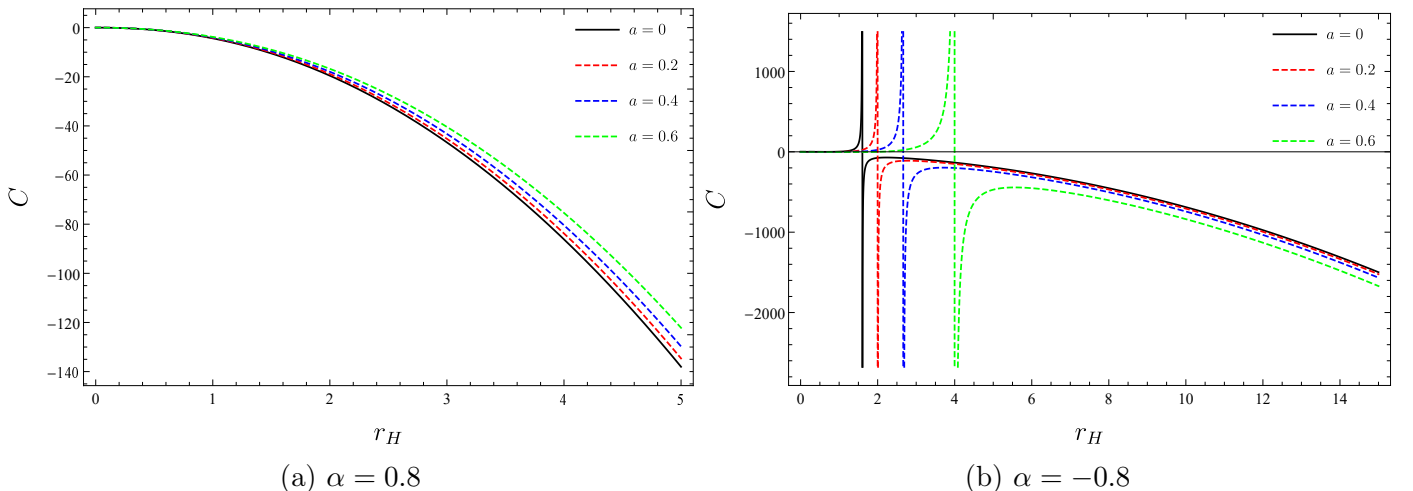 0
−20
−40
−60
−80
−100
−120
−140
C
0 1 2 3 4 5
r_H
a = 0
a = 0.2
a = 0.4
a = 0.6
(a) α = 0.8
1000
0
−1000
−2000
C
0 2 4 6 8 10 12 14
r_H
a = 0
a = 0.2
a = 0.4
a = 0.6
(b) α = −0.8